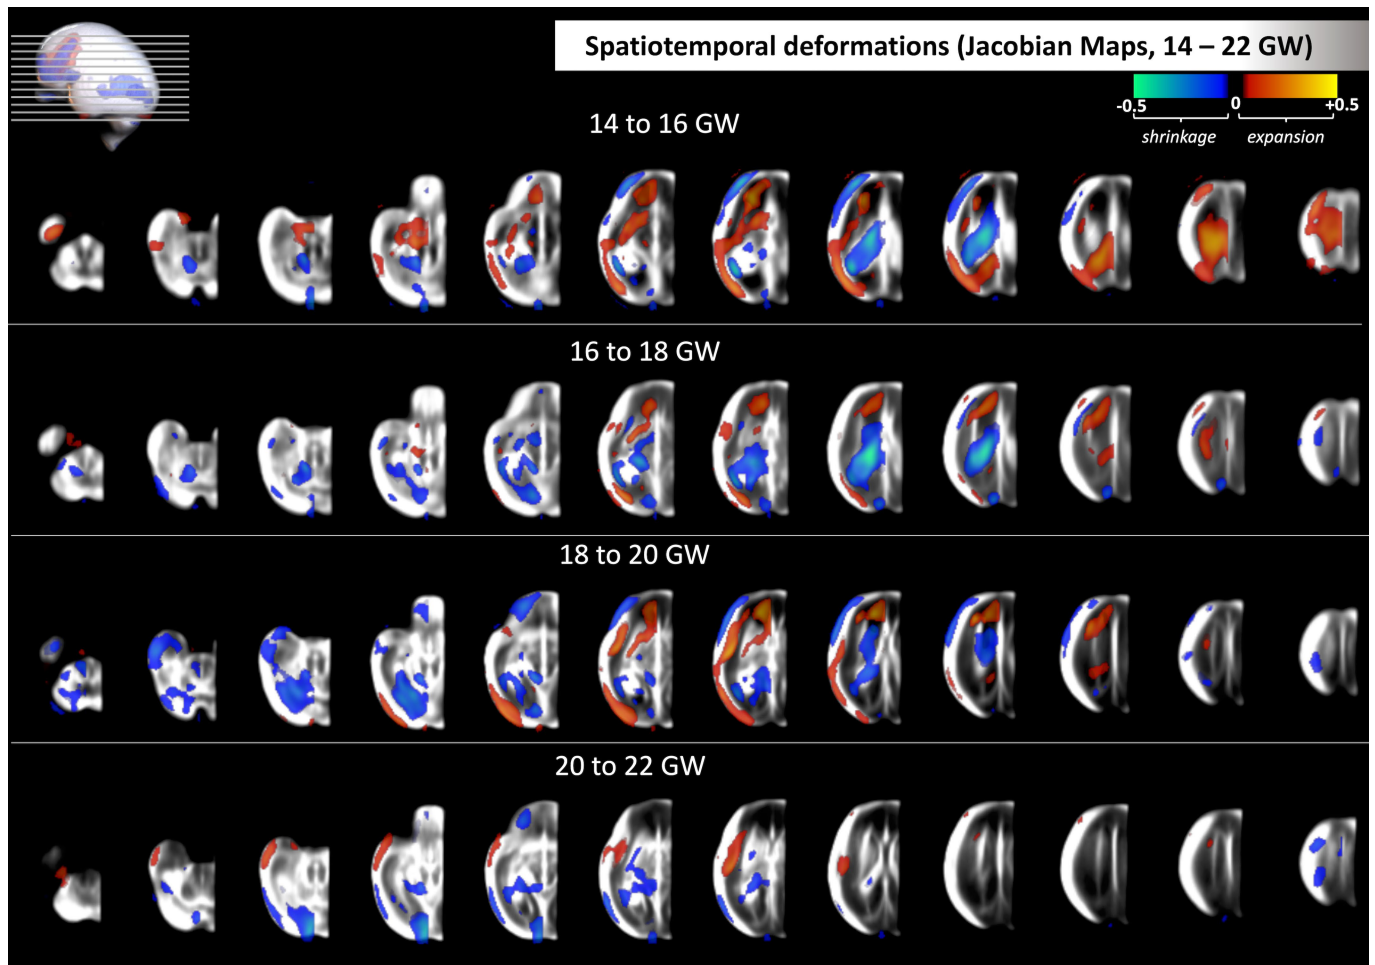 Spatiotemporal deformations (Jacobian Maps, 14 – 22 GW)
-0.5 0 +0.5
shrinkage expansion
14 to 16 GW
16 to 18 GW
18 to 20 GW
20 to 22 GW